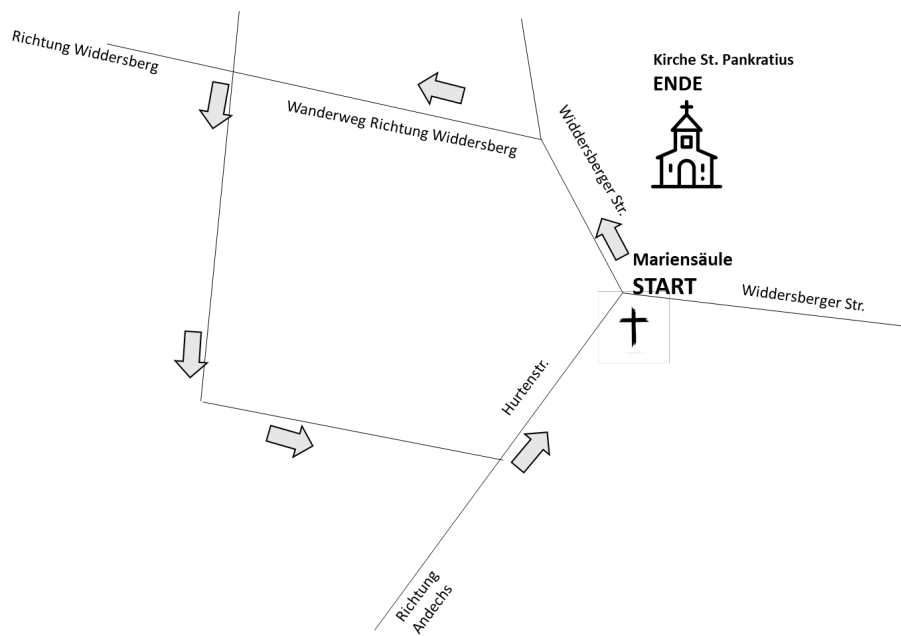 Richtung Widdersberg
Wanderweg Richtung Widdersberg
Widdersberger Str.
Kirche St. Pankratius
ENDE
Mariensäule
START
Widdersberger Str.
Hurtenstr.
Richtung
Andechs